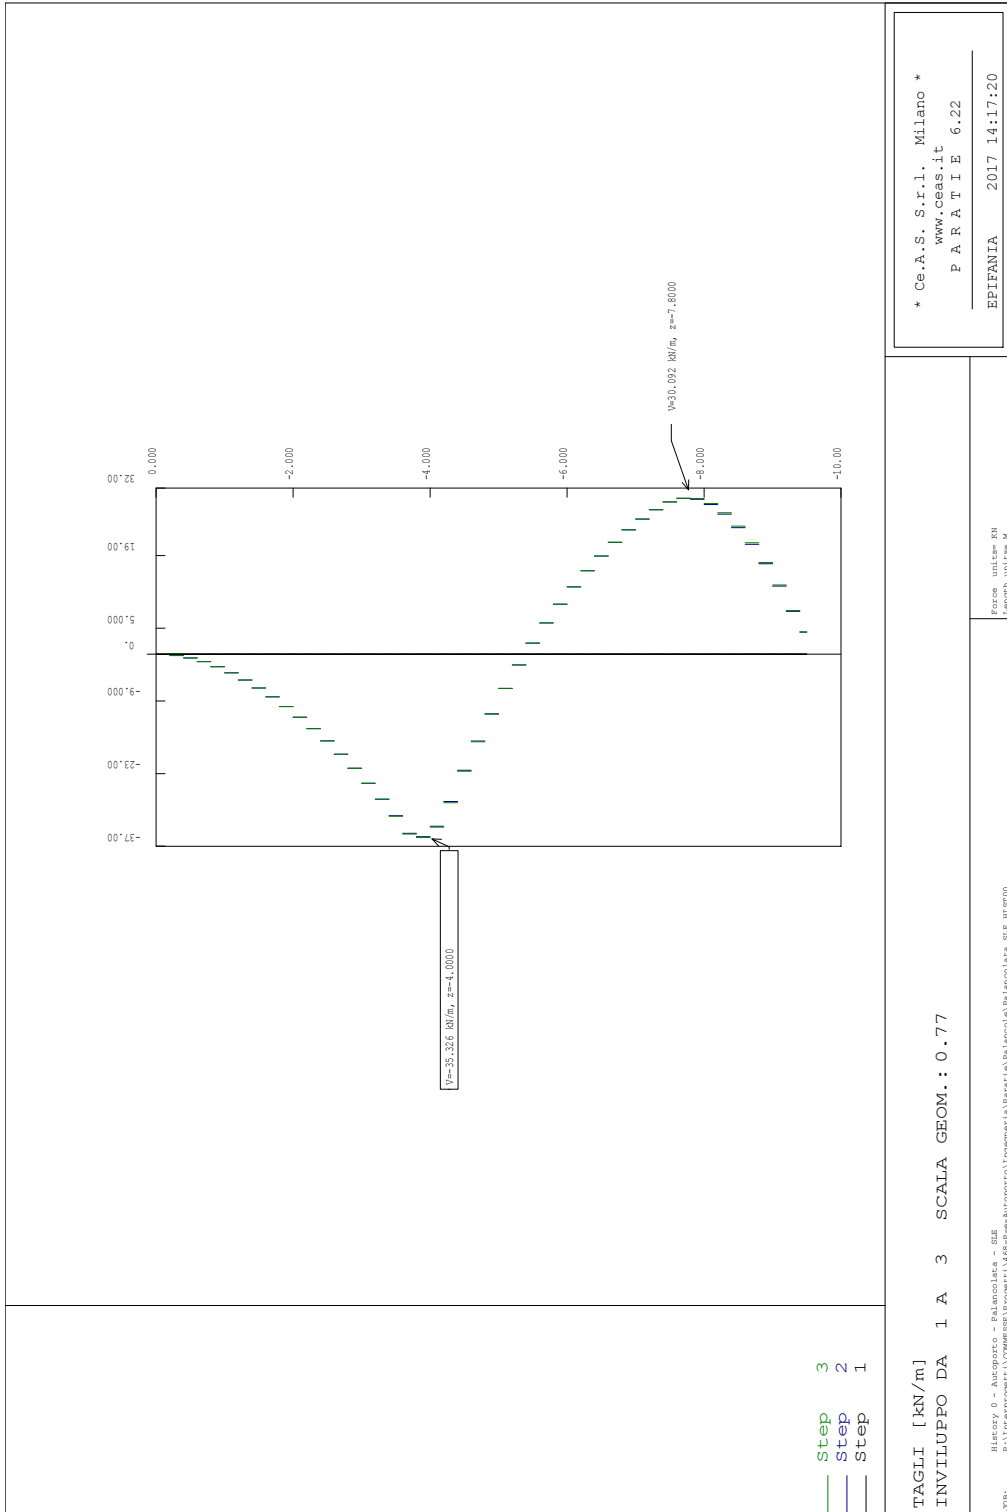 0.000
-2.000
-4.000
-6.000
-8.000
-10.00
32.00
19.00
5.000
0.
-9.000
-23.00
-37.00
V=30.092 kN/m, z=-7.8000
V=-35.326 kN/m, z=-4.0000
Step 3
Step 2
Step 1
TAGLI [kN/m]
INVILUPPO DA 1 A 3 SCALA GEOM.: 0.77
* Ce.A.S. S.r.l. Milano *
www.ceas.it
P A R A T I E 6.22
EPIFANIA 2017 14:17:20
Force units= KN
Length units= M
History 0 - Autoporto - Palancolata - SLE